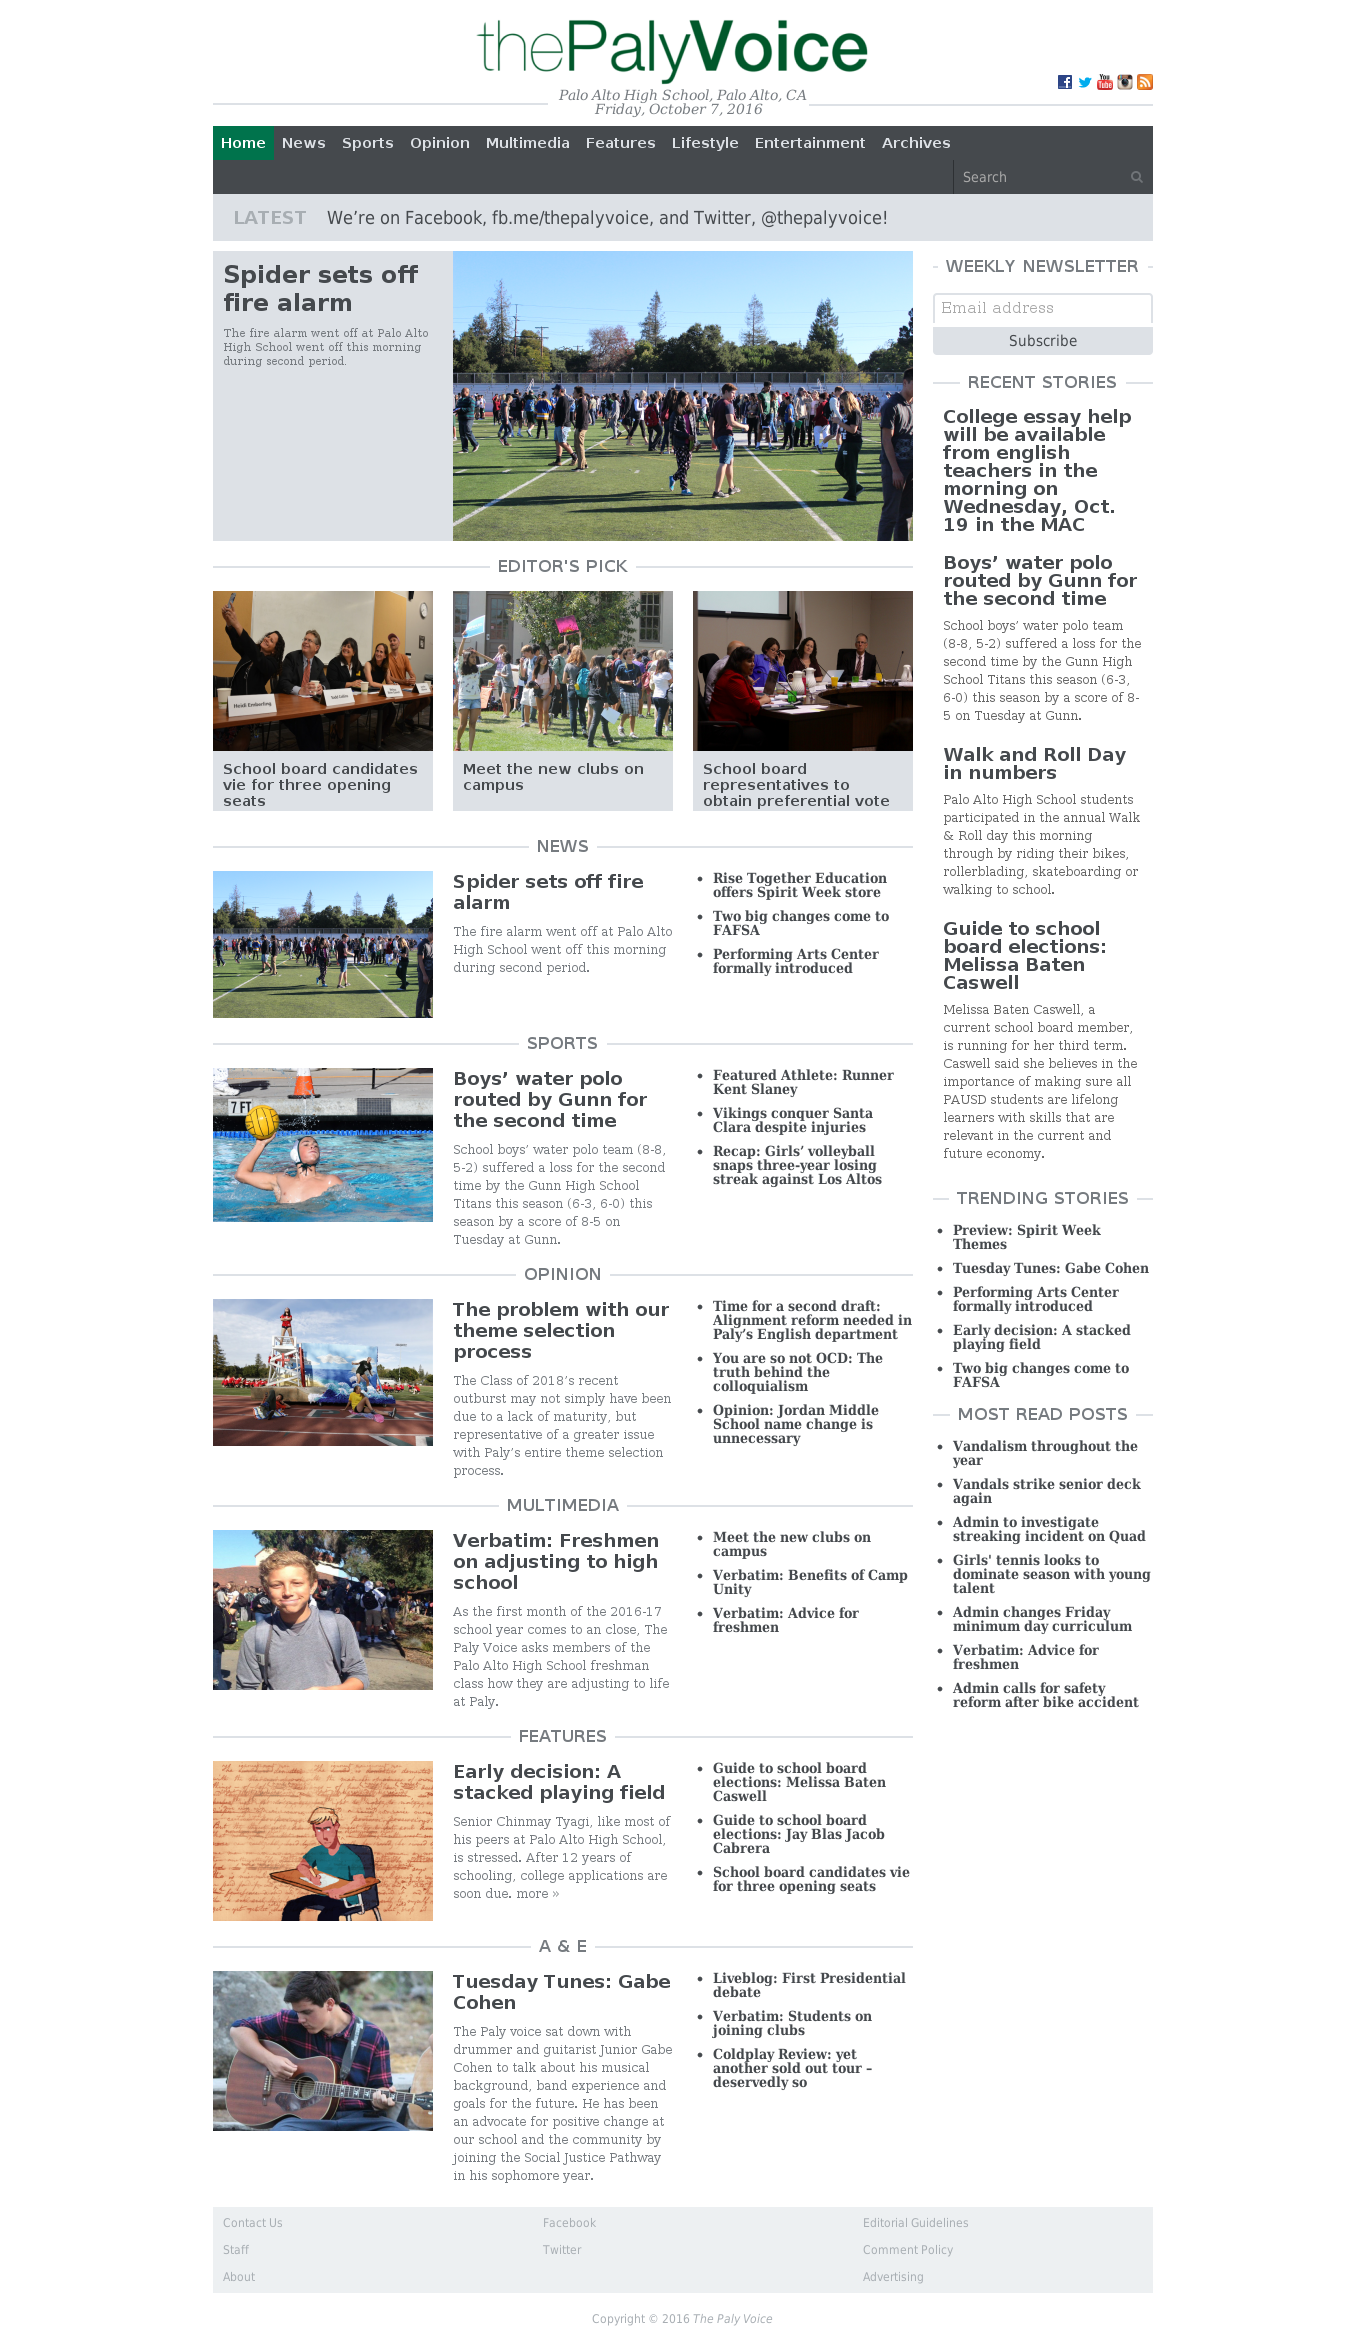 thePalyVoice
Palo Alto High School, Palo Alto, CA
Friday, October 7, 2016
Home News Sports Opinion Multimedia Features Lifestyle Entertainment Archives
Search
LATEST We’re on Facebook, fb.me/thepalyvoice, and Twitter, @thepalyvoice!
Spider sets off
fire alarm
The fire alarm went off at Palo Alto
High School went off this morning
during second period.
EDITOR'S PICK
Heidi Emberling
School board candidates
vie for three opening
seats
Meet the new clubs on
campus
School board
representatives to
obtain preferential vote
NEWS
Spider sets off fire
alarm
The fire alarm went off at Palo Alto
High School went off this morning
during second period.
• Rise Together Education
offers Spirit Week store
• Two big changes come to
FAFSA
• Performing Arts Center
formally introduced
SPORTS
7 FT
Boys’ water polo
routed by Gunn for
the second time
School boys’ water polo team (8-8,
5-2) suffered a loss for the second
time by the Gunn High School
Titans this season (6-3, 6-0) this
season by a score of 8-5 on
Tuesday at Gunn.
• Featured Athlete: Runner
Kent Slaney
• Vikings conquer Santa
Clara despite injuries
• Recap: Girls’ volleyball
snaps three-year losing
streak against Los Altos
OPINION
The problem with our
theme selection
process
The Class of 2018’s recent
outburst may not simply have been
due to a lack of maturity, but
representative of a greater issue
with Paly’s entire theme selection
process.
• Time for a second draft:
Alignment reform needed in
Paly’s English department
• You are so not OCD: The
truth behind the
colloquialism
• Opinion: Jordan Middle
School name change is
unnecessary
MULTIMEDIA
Verbatim: Freshmen
on adjusting to high
school
As the first month of the 2016-17
school year comes to an close, The
Paly Voice asks members of the
Palo Alto High School freshman
class how they are adjusting to life
at Paly.
• Meet the new clubs on
campus
• Verbatim: Benefits of Camp
Unity
• Verbatim: Advice for
freshmen
FEATURES
Early decision: A
stacked playing field
Senior Chinmay Tyagi, like most of
his peers at Palo Alto High School,
is stressed. After 12 years of
schooling, college applications are
soon due. more »
• Guide to school board
elections: Melissa Baten
Caswell
• Guide to school board
elections: Jay Blas Jacob
Cabrera
• School board candidates vie
for three opening seats
A & E
Tuesday Tunes: Gabe
Cohen
The Paly voice sat down with
drummer and guitarist Junior Gabe
Cohen to talk about his musical
background, band experience and
goals for the future. He has been
an advocate for positive change at
our school and the community by
joining the Social Justice Pathway
in his sophomore year.
• Liveblog: First Presidential
debate
• Verbatim: Students on
joining clubs
• Coldplay Review: yet
another sold out tour –
deservedly so
WEEKLY NEWSLETTER
Email address
Subscribe
RECENT STORIES
College essay help
will be available
from english
teachers in the
morning on
Wednesday, Oct.
19 in the MAC
Boys’ water polo
routed by Gunn for
the second time
School boys’ water polo team
(8-8, 5-2) suffered a loss for the
second time by the Gunn High
School Titans this season (6-3,
6-0) this season by a score of 8-
5 on Tuesday at Gunn.
Walk and Roll Day
in numbers
Palo Alto High School students
participated in the annual Walk
& Roll day this morning
through by riding their bikes,
rollerblading, skateboarding or
walking to school.
Guide to school
board elections:
Melissa Baten
Caswell
Melissa Baten Caswell, a
current school board member,
is running for her third term.
Caswell said she believes in the
importance of making sure all
PAUSD students are lifelong
learners with skills that are
relevant in the current and
future economy.
TRENDING STORIES
• Preview: Spirit Week
Themes
• Tuesday Tunes: Gabe Cohen
• Performing Arts Center
formally introduced
• Early decision: A stacked
playing field
• Two big changes come to
FAFSA
MOST READ POSTS
• Vandalism throughout the
year
• Vandals strike senior deck
again
• Admin to investigate
streaking incident on Quad
• Girls' tennis looks to
dominate season with young
talent
• Admin changes Friday
minimum day curriculum
• Verbatim: Advice for
freshmen
• Admin calls for safety
reform after bike accident
Contact Us Facebook Editorial Guidelines
Staff Twitter Comment Policy
About Advertising
Copyright © 2016 The Paly Voice